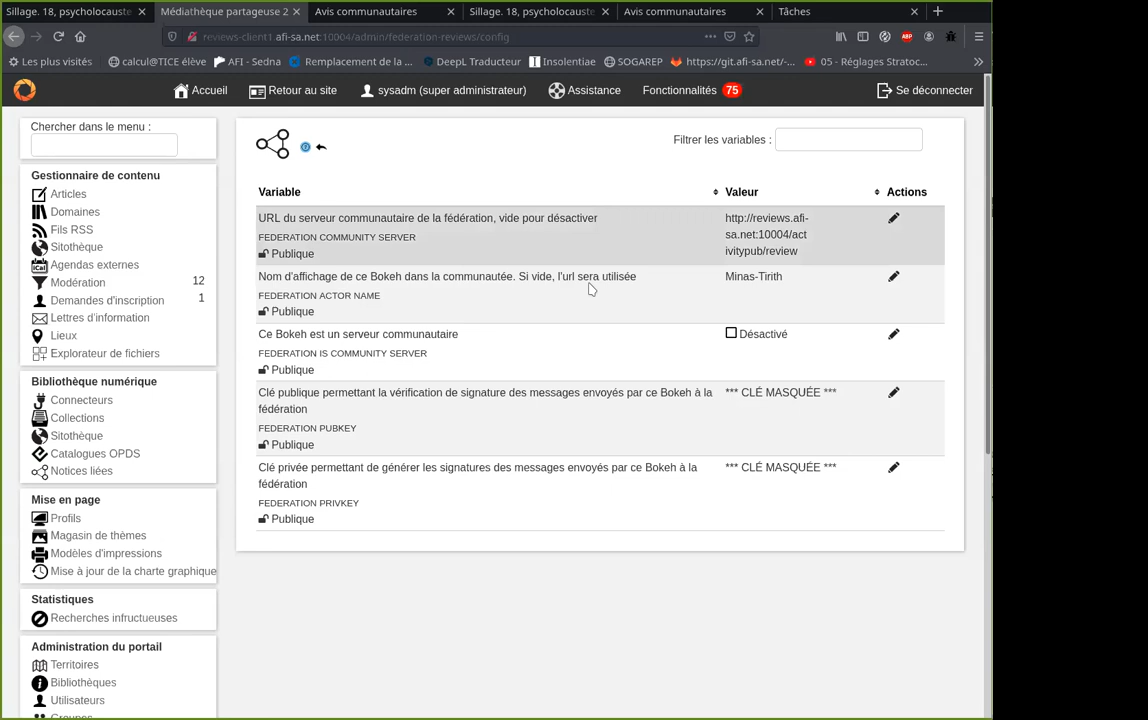 Sillage. 18, psycholocauste
Médiathèque partageuse 2
Avis communautaires
Sillage. 18, psycholocauste
Avis communautaires
Tâches
reviews-client1.afi-sa.net:10004/admin/federation-reviews/config
ABP
Les plus visités
calcul@TICE élève
AFI - Sedna
Remplacement de la ...
DeepL Traducteur
Insolentiae
SOGAREP
https://git.afi-sa.net/-...
05 - Réglages Stratoc...
Accueil
Retour au site
sysadm (super administrateur)
Assistance
Fonctionnalités 75
Se déconnecter
Chercher dans le menu :
Gestionnaire de contenu
Articles
Domaines
Fils RSS
Sitothèque
Agendas externes
Modération 12
Demandes d'inscription 1
Lettres d'information
Lieux
Explorateur de fichiers
Bibliothèque numérique
Connecteurs
Collections
Sitothèque
Catalogues OPDS
Notices liées
Mise en page
Profils
Magasin de thèmes
Modèles d'impressions
Mise à jour de la charte graphique
Statistiques
Recherches infructueuses
Administration du portail
Territoires
Bibliothèques
Utilisateurs
Groupes
Filtrer les variables :
Variable Valeur Actions
URL du serveur communautaire de la fédération, vide pour désactiver
FEDERATION COMMUNITY SERVER
Publique
http://reviews.afi-
sa.net:10004/act
ivitypub/review
Nom d'affichage de ce Bokeh dans la communautée. Si vide, l'url sera utilisée
FEDERATION ACTOR NAME
Publique
Minas-Tirith
Ce Bokeh est un serveur communautaire
FEDERATION IS COMMUNITY SERVER
Publique
Désactivé
Clé publique permettant la vérification de signature des messages envoyés par ce Bokeh à la
fédération
FEDERATION PUBKEY
Publique
*** CLÉ MASQUÉE ***
Clé privée permettant de générer les signatures des messages envoyés par ce Bokeh à la
fédération
FEDERATION PRIVKEY
Publique
*** CLÉ MASQUÉE ***